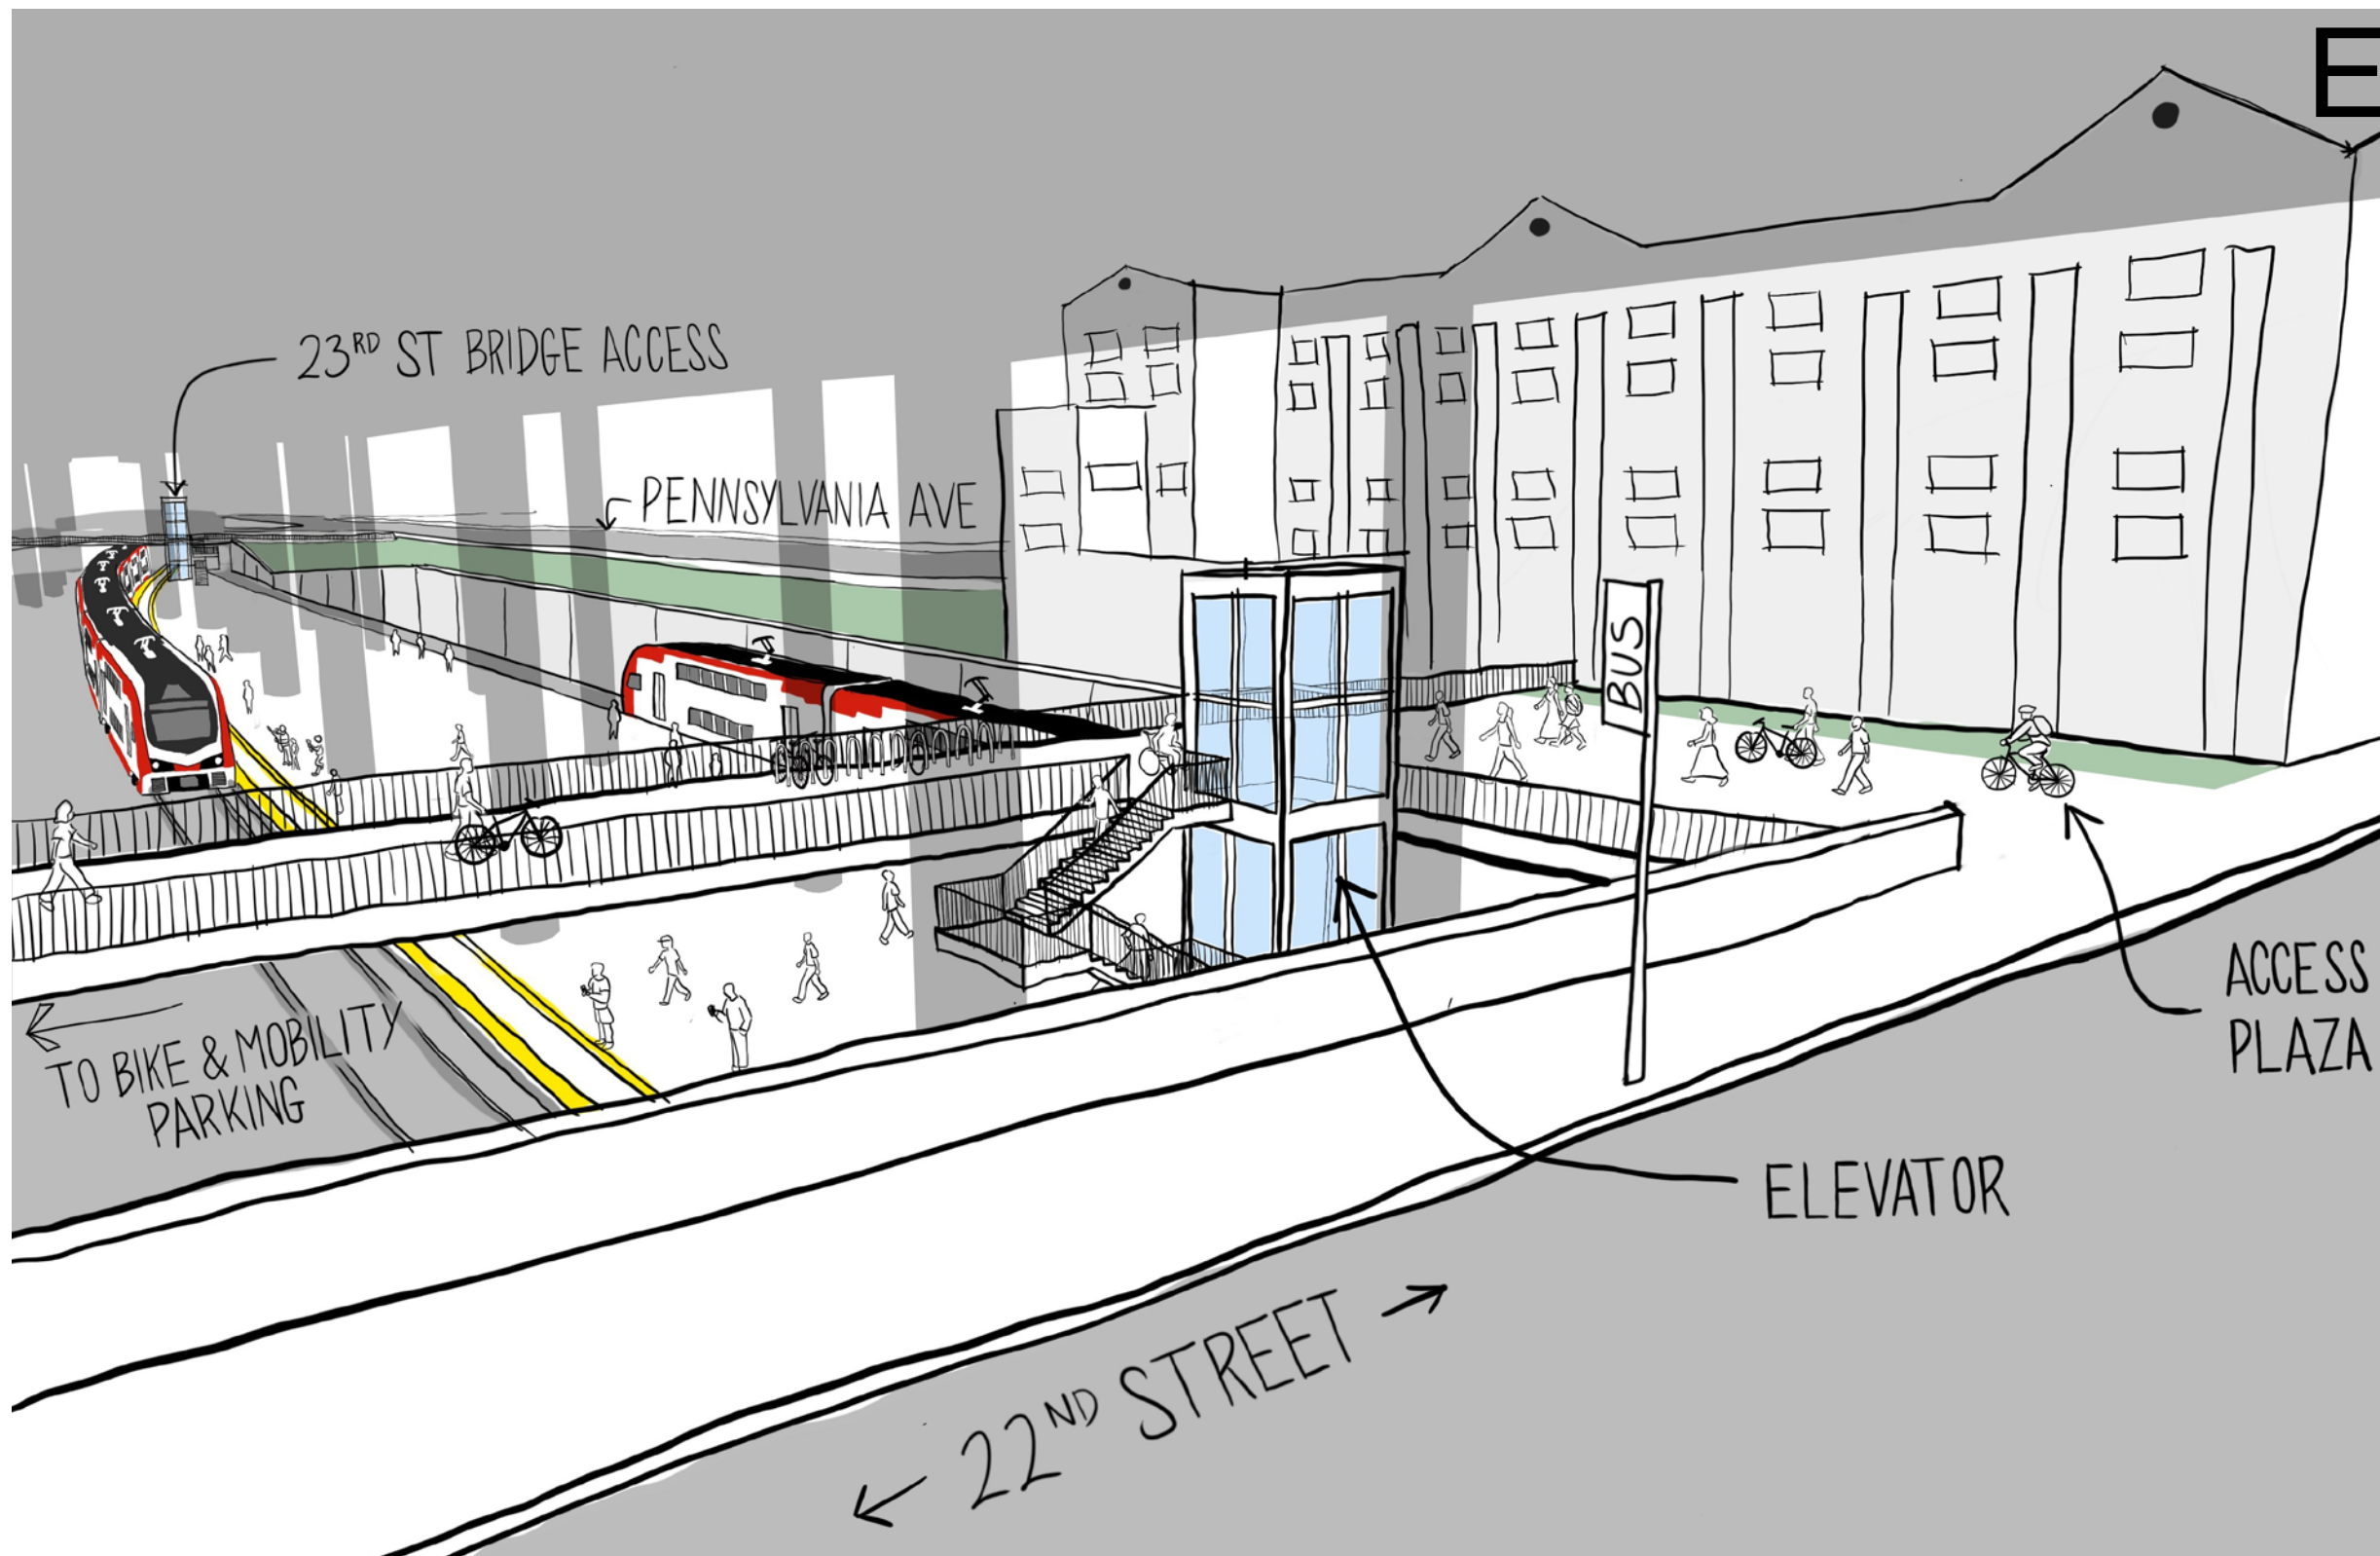 E
23RD ST BRIDGE ACCESS
PENNSYLVANIA AVE
BUS
ACCESS
PLAZA
TO BIKE & MOBILITY
PARKING
ELEVATOR
22ND STREET